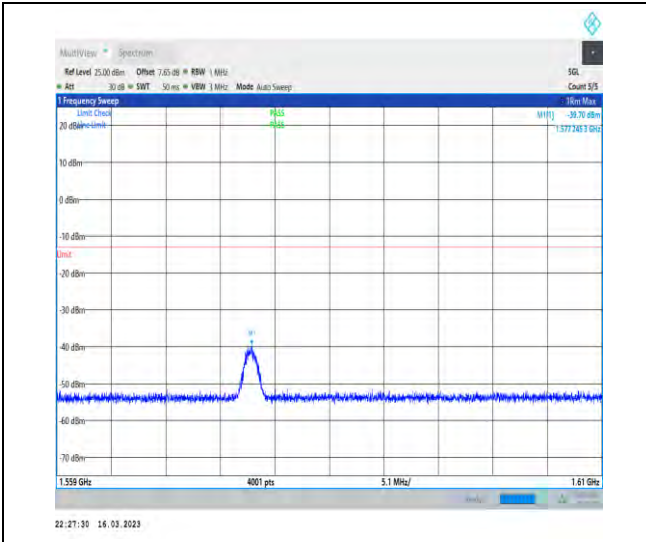 MultiView Spectrum
Ref Level 25.00 dBm Offset 7.65 dB RBW 1 MHz SGL
Att 30 dB SWT 50 ms VBW 3 MHz Mode Auto Sweep Count 5/5
1 Frequency Sweep 1Rm Max
Limit Check PASS M1[1] -39.70 dBm
20 dBm Line Limit PASS 1.577 245 3 GHz
10 dBm
0 dBm
-10 dBm
Limit
-20 dBm
-30 dBm
M1
-40 dBm
-50 dBm
-60 dBm
-70 dBm
1.559 GHz 4001 pts 5.1 MHz/ 1.61 GHz
22:27:30 16.03.2023